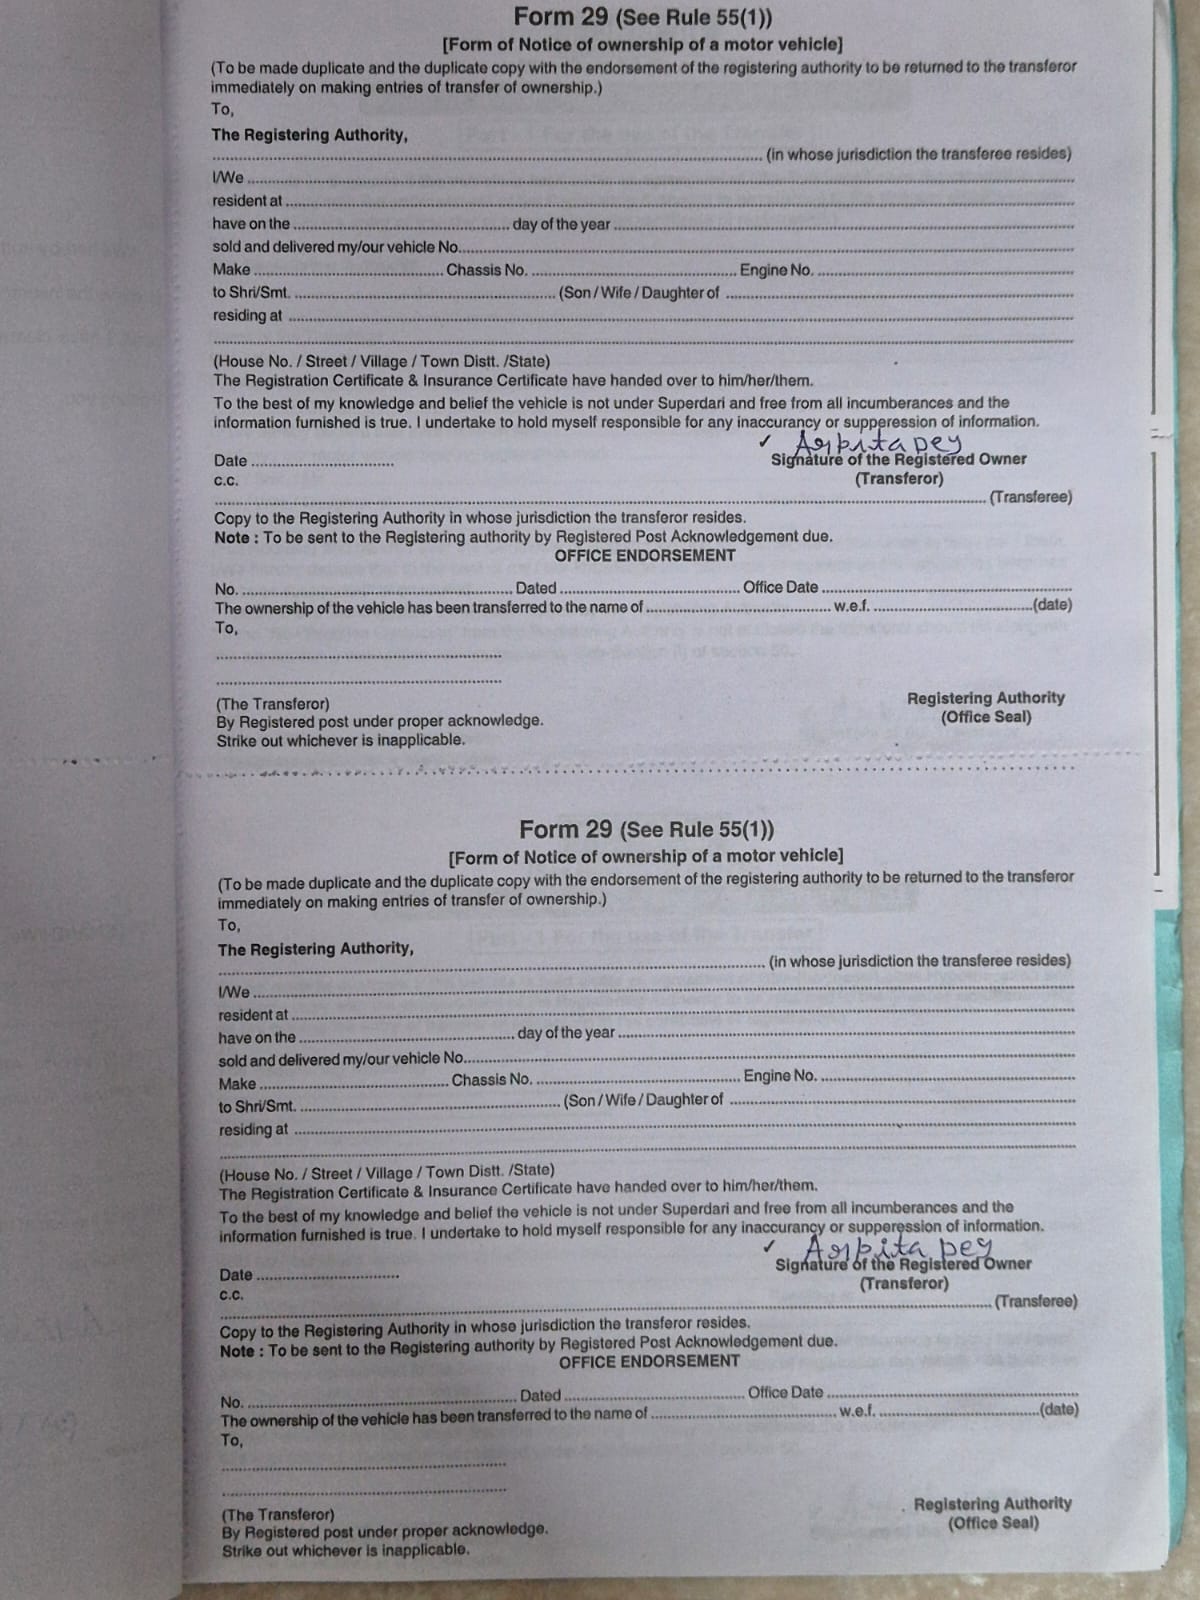 Form 29 (See Rule 55(1))
[Form of Notice of ownership of a motor vehicle]
(To be made duplicate and the duplicate copy with the endorsement of the registering authority to be returned to the transferor
immediately on making entries of transfer of ownership.)
To,
The Registering Authority,
.......... (in whose jurisdiction the transferee resides)
I/We ..........
resident at ..........
have on the .......... day of the year ..........
sold and delivered my/our vehicle No...........
Make .......... Chassis No. .......... Engine No. ..........
to Shri/Smt. .......... (Son / Wife / Daughter of ..........
residing at ..........
..........
(House No. / Street / Village / Town Distt. /State)
The Registration Certificate & Insurance Certificate have handed over to him/her/them.
To the best of my knowledge and belief the vehicle is not under Superdari and free from all incumberances and the
information furnished is true. I undertake to hold myself responsible for any inaccurancy or supperession of information.
✓ Arpita Dey
Date .......... Signature of the Registered Owner
c.c. (Transferor)
.......... (Transferee)
Copy to the Registering Authority in whose jurisdiction the transferor resides.
Note : To be sent to the Registering authority by Registered Post Acknowledgement due.
OFFICE ENDORSEMENT
No. .......... Dated .......... Office Date ..........
The ownership of the vehicle has been transferred to the name of .......... w.e.f. ..........(date)
To,
..........
..........
(The Transferor) Registering Authority
By Registered post under proper acknowledge. (Office Seal)
Strike out whichever is inapplicable.
Form 29 (See Rule 55(1))
[Form of Notice of ownership of a motor vehicle]
(To be made duplicate and the duplicate copy with the endorsement of the registering authority to be returned to the transferor
immediately on making entries of transfer of ownership.)
To,
The Registering Authority,
.......... (in whose jurisdiction the transferee resides)
I/We ..........
resident at ..........
have on the .......... day of the year ..........
sold and delivered my/our vehicle No...........
Make .......... Chassis No. .......... Engine No. ..........
to Shri/Smt. .......... (Son / Wife / Daughter of ..........
residing at ..........
..........
(House No. / Street / Village / Town Distt. /State)
The Registration Certificate & Insurance Certificate have handed over to him/her/them.
To the best of my knowledge and belief the vehicle is not under Superdari and free from all incumberances and the
information furnished is true. I undertake to hold myself responsible for any inaccurancy or supperession of information.
✓ Arpita Dey
Date .......... Signature of the Registered Owner
c.c. (Transferor)
.......... (Transferee)
Copy to the Registering Authority in whose jurisdiction the transferor resides.
Note : To be sent to the Registering authority by Registered Post Acknowledgement due.
OFFICE ENDORSEMENT
No. .......... Dated .......... Office Date ..........
The ownership of the vehicle has been transferred to the name of .......... w.e.f. ..........(date)
To,
..........
..........
(The Transferor) Registering Authority
By Registered post under proper acknowledge. (Office Seal)
Strike out whichever is inapplicable.